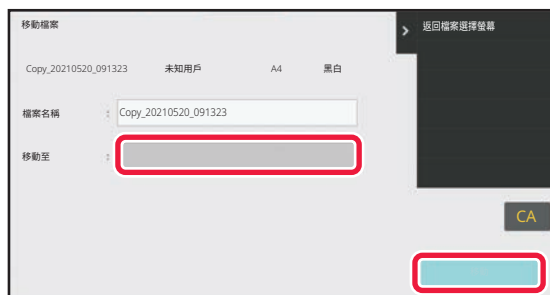 移動檔案
返回檔案選擇螢幕
Copy_20210520_091323 未知用戶 A4 黑白
檔案名稱 : Copy_20210520_091323
移動至 :
CA